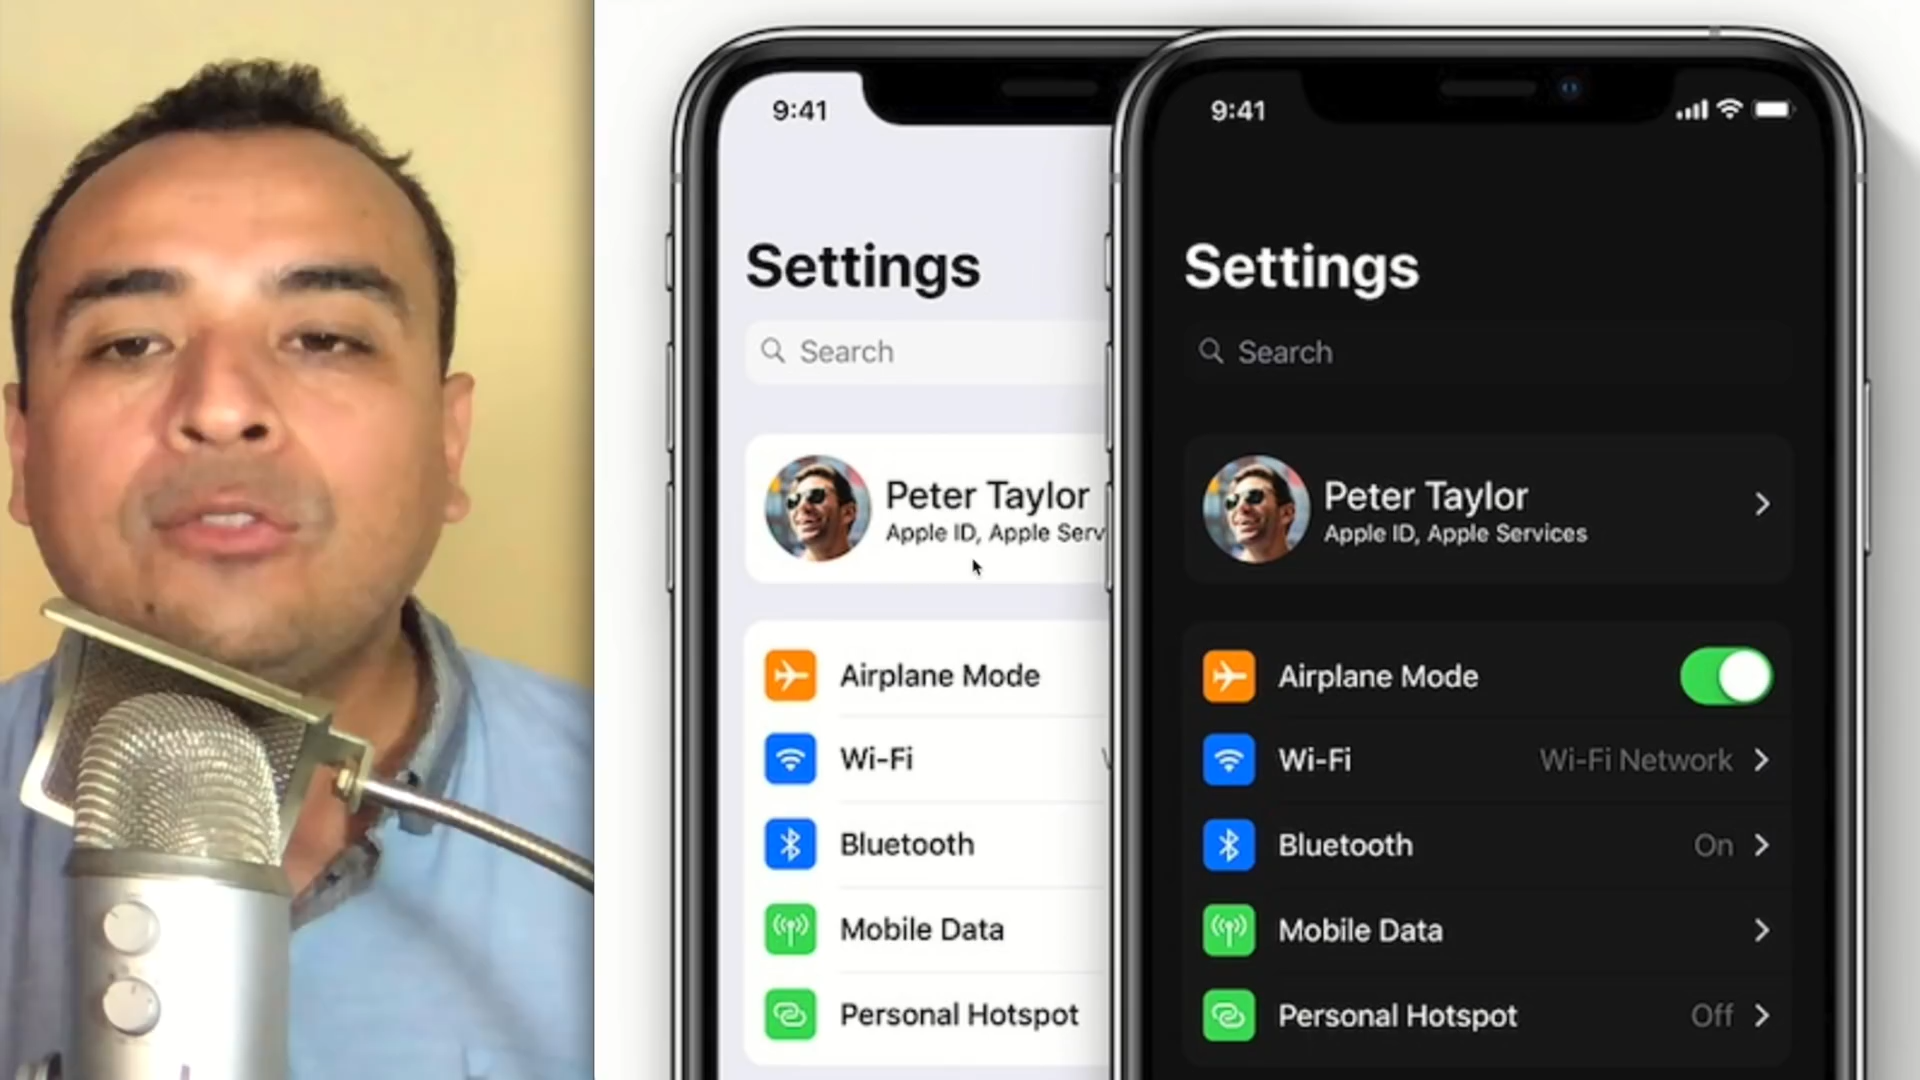 9:41
Settings
Search
Peter Taylor
Apple ID, Apple Serv
Airplane Mode
Wi-Fi
Bluetooth
Mobile Data
Personal Hotspot
9:41
Settings
Search
Peter Taylor
Apple ID, Apple Services
Airplane Mode
Wi-Fi Wi-Fi Network
Bluetooth On
Mobile Data
Personal Hotspot Off